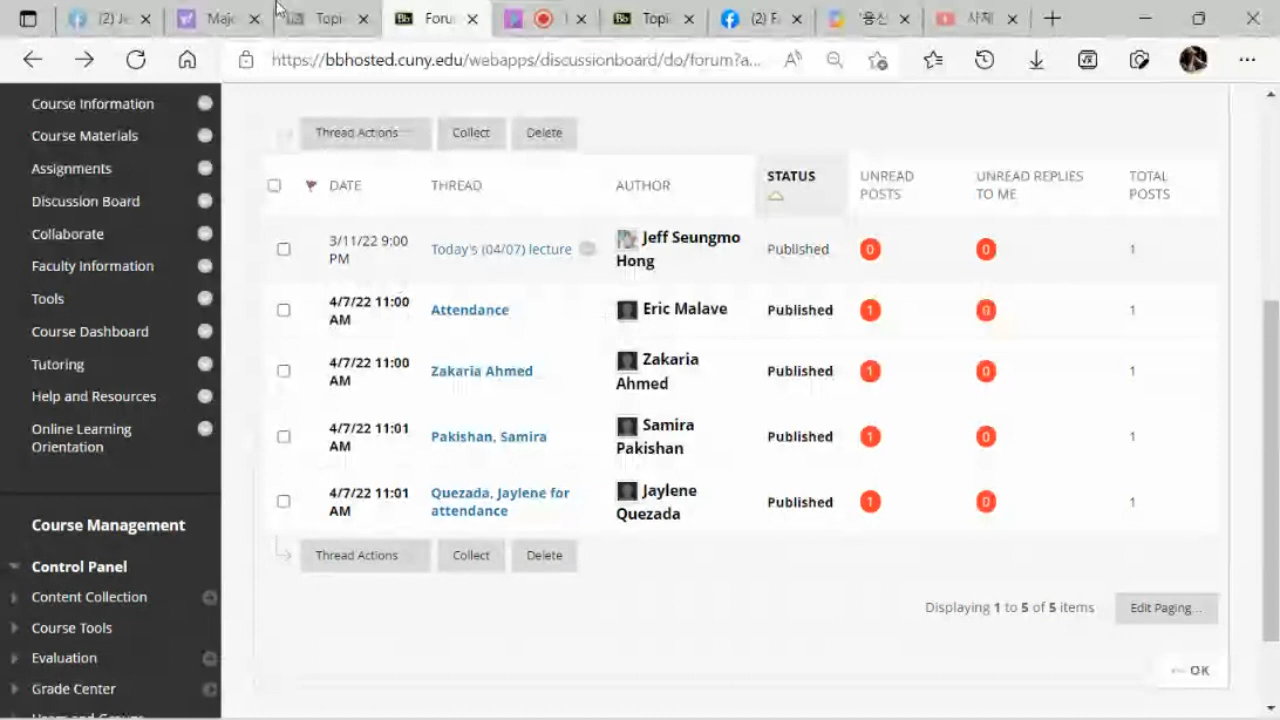 (2)
Topi
Bb Foru
Bb Topi
(2) F
https://bbhosted.cuny.edu/webapps/discussionboard/do/forum?a...
Course Information
Course Materials
Assignments
Discussion Board
Collaborate
Faculty Information
Tools
Course Dashboard
Tutoring
Help and Resources
Online Learning
Orientation
Course Management
Control Panel
Content Collection
Course Tools
Evaluation
Grade Center
Thread Actions Collect Delete
DATE THREAD AUTHOR STATUS UNREAD POSTS UNREAD REPLIES TO ME TOTAL POSTS
3/11/22 9:00 PM Today's (04/07) lecture Jeff Seungmo Hong Published 0 0 1
4/7/22 11:00 AM Attendance Eric Malave Published 1 0 1
4/7/22 11:00 AM Zakaria Ahmed Zakaria Ahmed Published 1 0 1
4/7/22 11:01 AM Pakishan, Samira Samira Pakishan Published 1 0 1
4/7/22 11:01 AM Quezada, Jaylene for attendance Jaylene Quezada Published 1 0 1
Thread Actions Collect Delete
Displaying 1 to 5 of 5 items Edit Paging...
OK